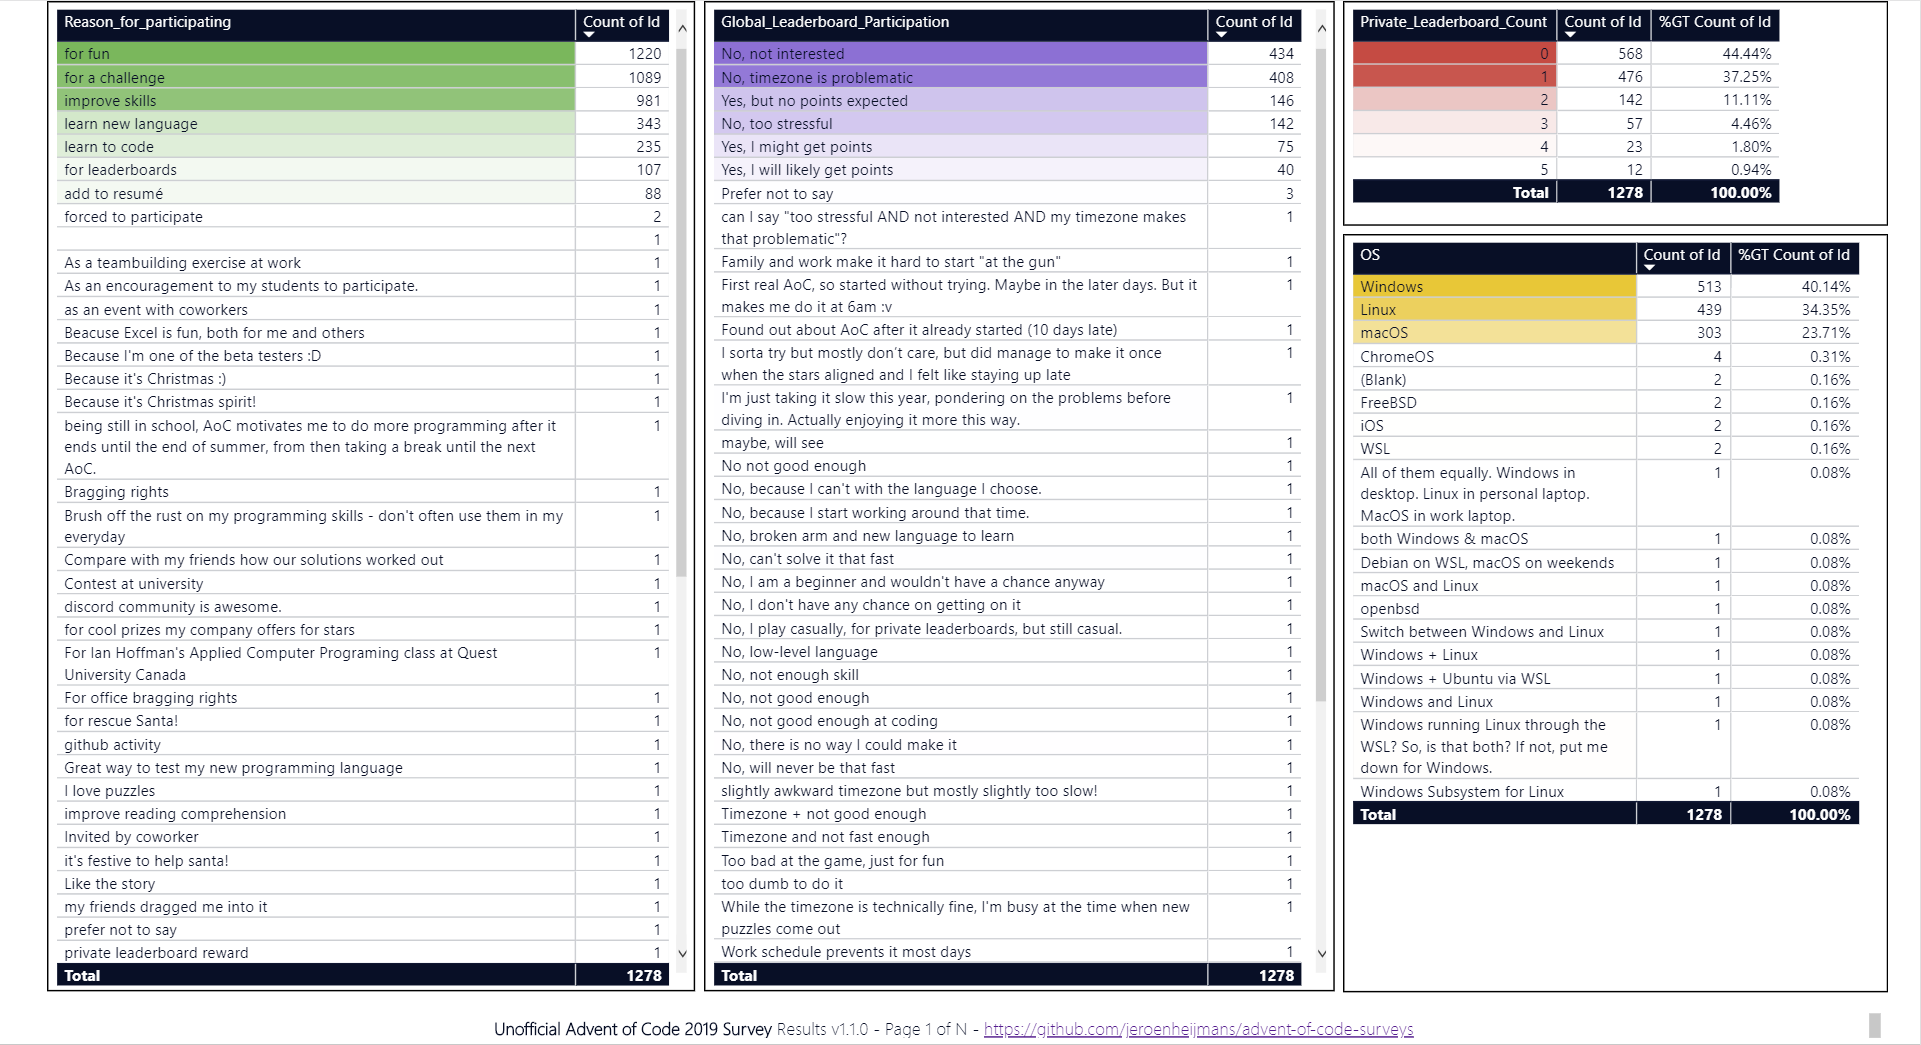 Reason_for_participating Count of Id
for fun 1220
for a challenge 1089
improve skills 981
learn new language 343
learn to code 235
for leaderboards 107
add to resumé 88
forced to participate 2
1
As a teambuilding exercise at work 1
As an encouragement to my students to participate. 1
as an event with coworkers 1
Beacuse Excel is fun, both for me and others 1
Because I'm one of the beta testers :D 1
Because it's Christmas :) 1
Because it's Christmas spirit! 1
being still in school, AoC motivates me to do more programming after it 1
ends until the end of summer, from then taking a break until the next
AoC.
Bragging rights 1
Brush off the rust on my programming skills - don't often use them in my 1
everyday
Compare with my friends how our solutions worked out 1
Contest at university 1
discord community is awesome. 1
for cool prizes my company offers for stars 1
For Ian Hoffman's Applied Computer Programing class at Quest 1
University Canada
For office bragging rights 1
for rescue Santa! 1
github activity 1
Great way to test my new programming language 1
I love puzzles 1
improve reading comprehension 1
Invited by coworker 1
it's festive to help santa! 1
Like the story 1
my friends dragged me into it 1
prefer not to say 1
private leaderboard reward 1
Total 1278
Global_Leaderboard_Participation Count of Id
No, not interested 434
No, timezone is problematic 408
Yes, but no points expected 146
No, too stressful 142
Yes, I might get points 75
Yes, I will likely get points 40
Prefer not to say 3
can I say "too stressful AND not interested AND my timezone makes 1
that problematic"?
Family and work make it hard to start "at the gun" 1
First real AoC, so started without trying. Maybe in the later days. But it 1
makes me do it at 6am :v
Found out about AoC after it already started (10 days late) 1
I sorta try but mostly don't care, but did manage to make it once 1
when the stars aligned and I felt like staying up late
I'm just taking it slow this year, pondering on the problems before 1
diving in. Actually enjoying it more this way.
maybe, will see 1
No not good enough 1
No, because I can't with the language I choose. 1
No, because I start working around that time. 1
No, broken arm and new language to learn 1
No, can't solve it that fast 1
No, I am a beginner and wouldn't have a chance anyway 1
No, I don't have any chance on getting on it 1
No, I play casually, for private leaderboards, but still casual. 1
No, low-level language 1
No, not enough skill 1
No, not good enough 1
No, not good enough at coding 1
No, there is no way I could make it 1
No, will never be that fast 1
slightly awkward timezone but mostly slightly too slow! 1
Timezone + not good enough 1
Timezone and not fast enough 1
Too bad at the game, just for fun 1
too dumb to do it 1
While the timezone is technically fine, I'm busy at the time when new 1
puzzles come out
Work schedule prevents it most days 1
Total 1278
Private_Leaderboard_Count Count of Id %GT Count of Id
0 568 44.44%
1 476 37.25%
2 142 11.11%
3 57 4.46%
4 23 1.80%
5 12 0.94%
Total 1278 100.00%
OS Count of Id %GT Count of Id
Windows 513 40.14%
Linux 439 34.35%
macOS 303 23.71%
ChromeOS 4 0.31%
(Blank) 2 0.16%
FreeBSD 2 0.16%
iOS 2 0.16%
WSL 2 0.16%
All of them equally. Windows in 1 0.08%
desktop. Linux in personal laptop.
MacOS in work laptop.
both Windows & macOS 1 0.08%
Debian on WSL, macOS on weekends 1 0.08%
macOS and Linux 1 0.08%
openbsd 1 0.08%
Switch between Windows and Linux 1 0.08%
Windows + Linux 1 0.08%
Windows + Ubuntu via WSL 1 0.08%
Windows and Linux 1 0.08%
Windows running Linux through the 1 0.08%
WSL? So, is that both? If not, put me
down for Windows.
Windows Subsystem for Linux 1 0.08%
Total 1278 100.00%
Unofficial Advent of Code 2019 Survey Results v1.1.0 - Page 1 of N - https://github.com/jeroenheijmans/advent-of-code-surveys